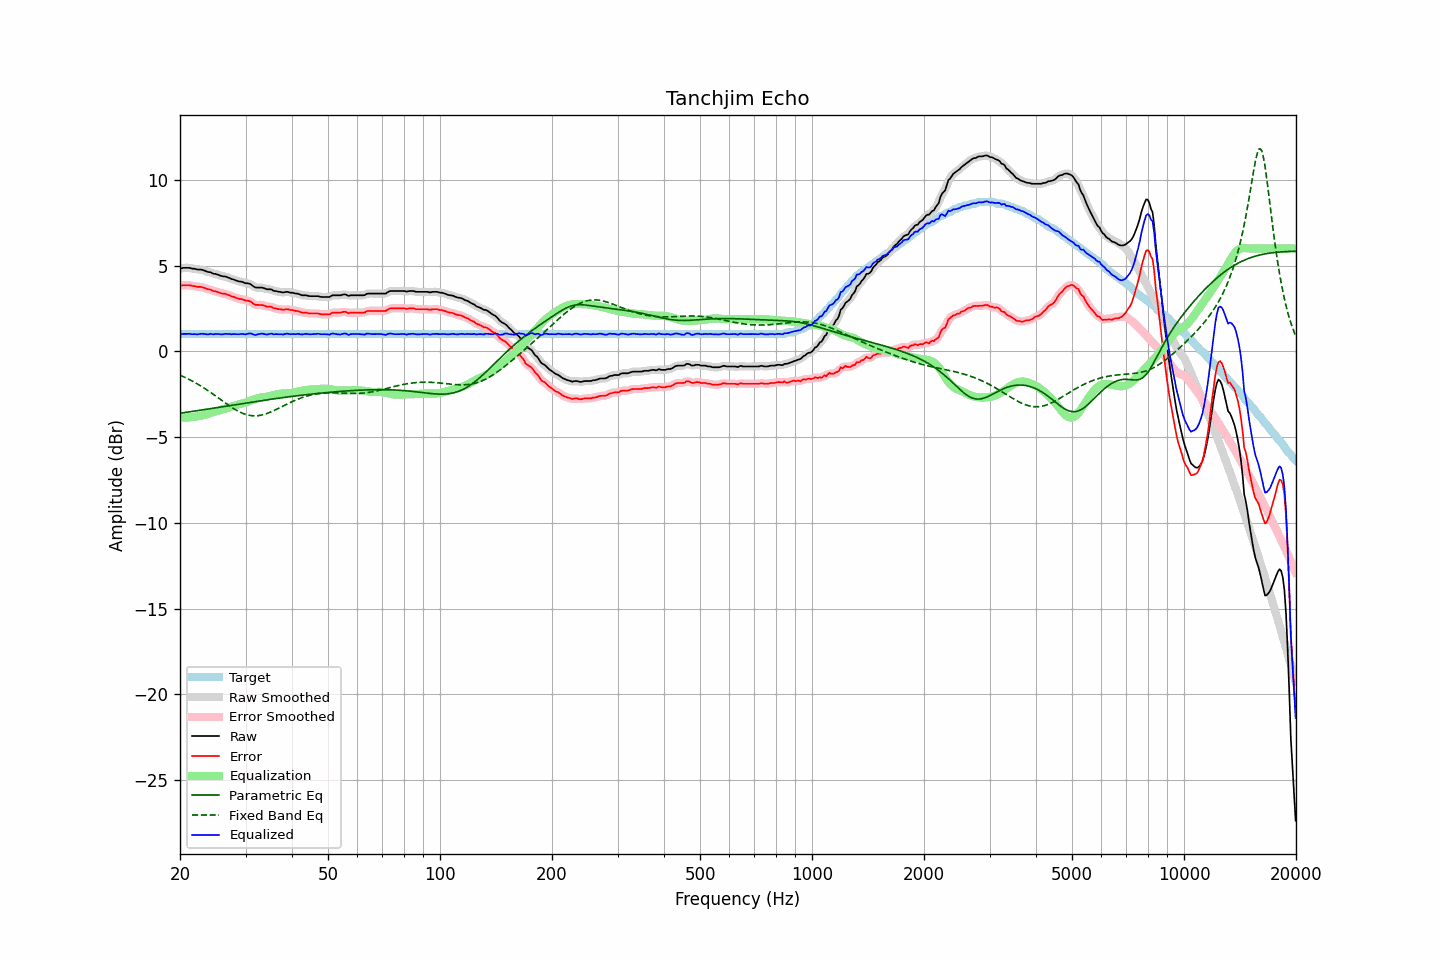 Tanchjim Echo
Amplitude (dBr)
10
5
0
−5
−10
−15
−20
−25
Target
Raw Smoothed
Error Smoothed
Raw
Error
Equalization
Parametric Eq
Fixed Band Eq
Equalized
20 50 100 200 500 1000 2000 5000 10000 20000
Frequency (Hz)